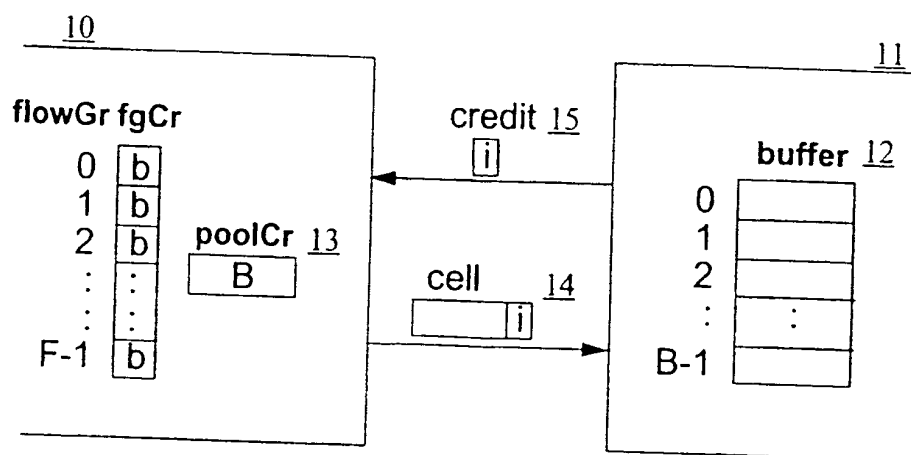 10
11
flowGr fgCr
0 b
1 b
2 b
: :
: :
F-1 b
poolCr 13
B
credit 15
i
cell 14
i
buffer 12
0
1
2
: :
B-1